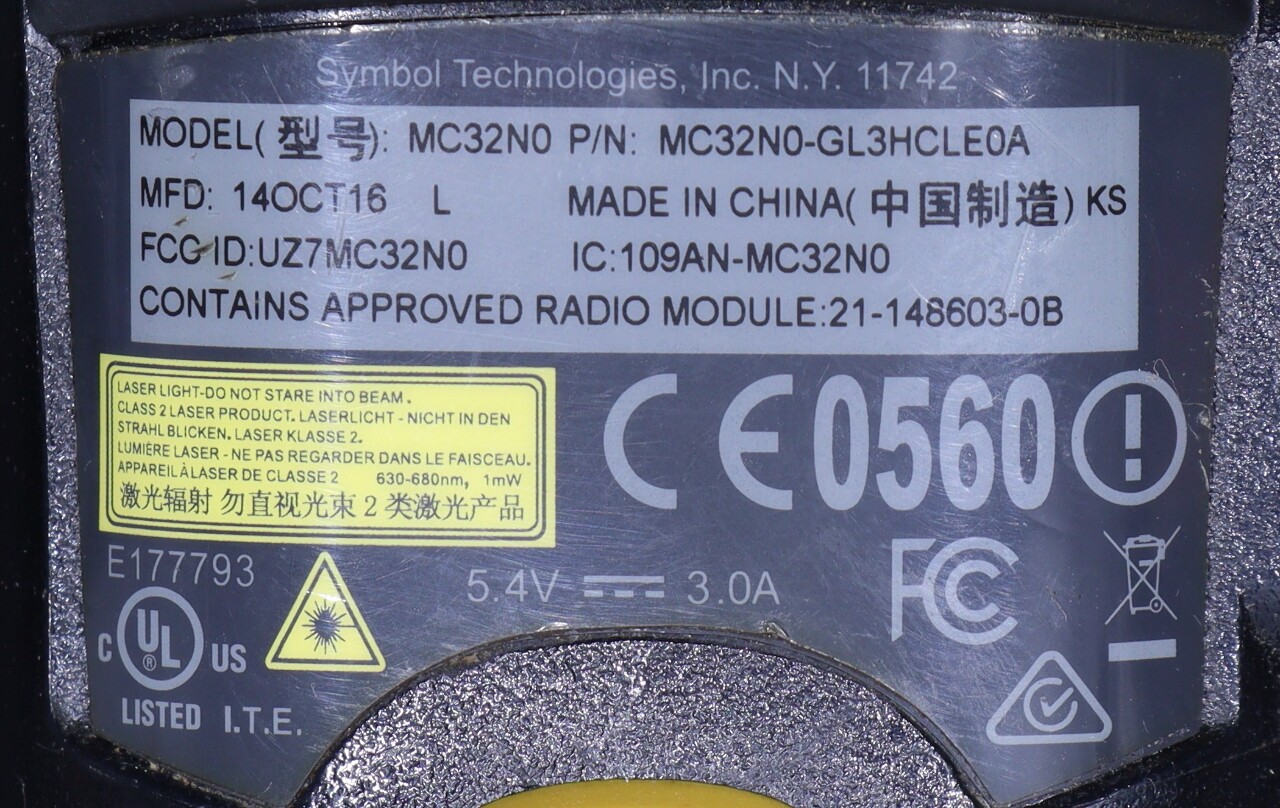 Symbol Technologies, Inc. N.Y. 11742
MODEL(型号): MC32N0 P/N: MC32N0-GL3HCLE0A
MFD: 14OCT16 L MADE IN CHINA(中国制造) KS
FCC ID:UZ7MC32N0 IC:109AN-MC32N0
CONTAINS APPROVED RADIO MODULE:21-148603-0B
LASER LIGHT-DO NOT STARE INTO BEAM.
CLASS 2 LASER PRODUCT. LASERLICHT - NICHT IN DEN
STRAHL BLICKEN. LASER KLASSE 2.
LUMIÈRE LASER - NE PAS REGARDER DANS LE FAISCEAU.
APPAREIL À LASER DE CLASSE 2 630-680nm, 1mW
激光辐射 勿直视光束 2 类激光产品
CE0560
E177793
5.4V 3.0A
FC
C UL® US
LISTED I.T.E.